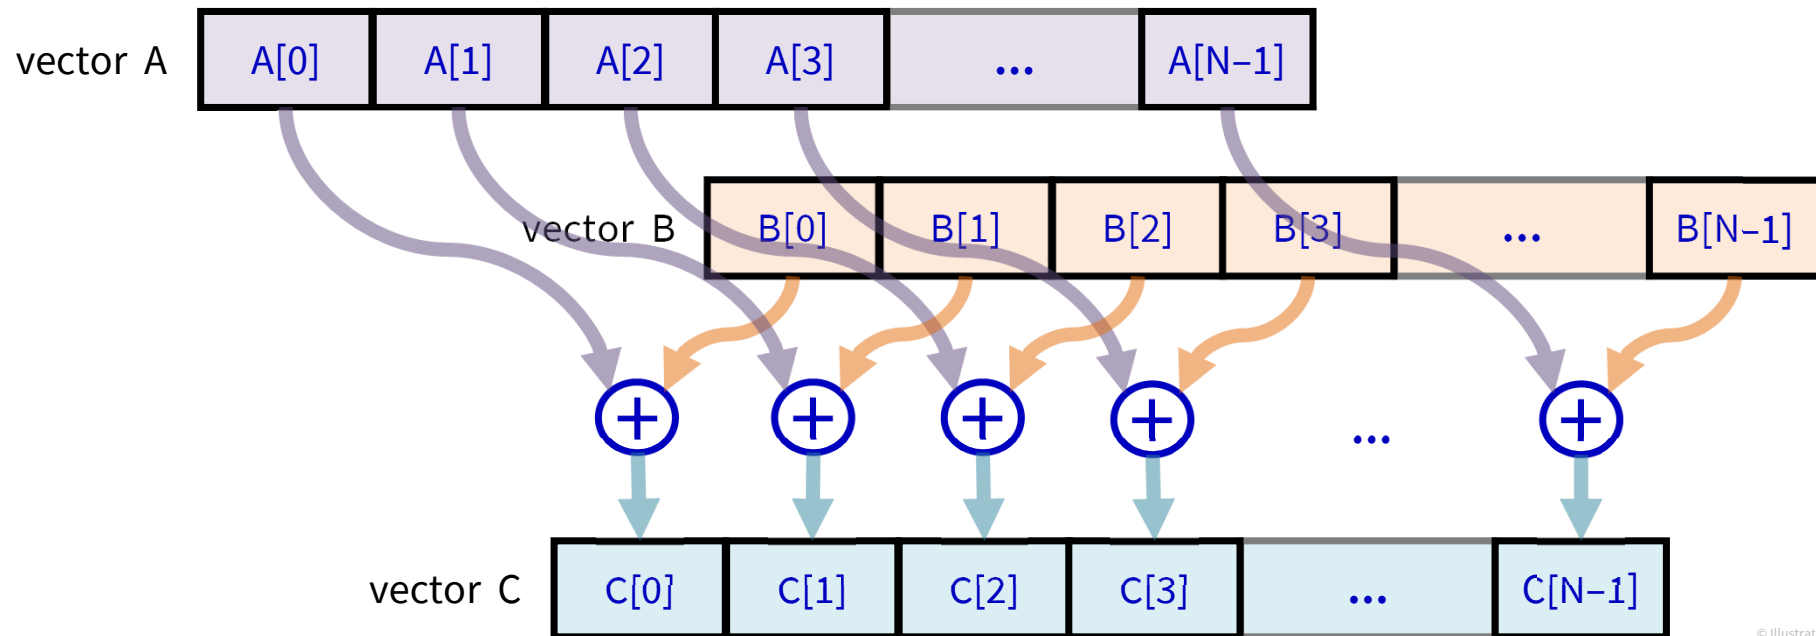 vector A A[0] A[1] A[2] A[3] ... A[N–1]
vector B B[0] B[1] B[2] B[3] ... B[N–1]
+ + + + ... +
vector C C[0] C[1] C[2] C[3] ... C[N–1]
©